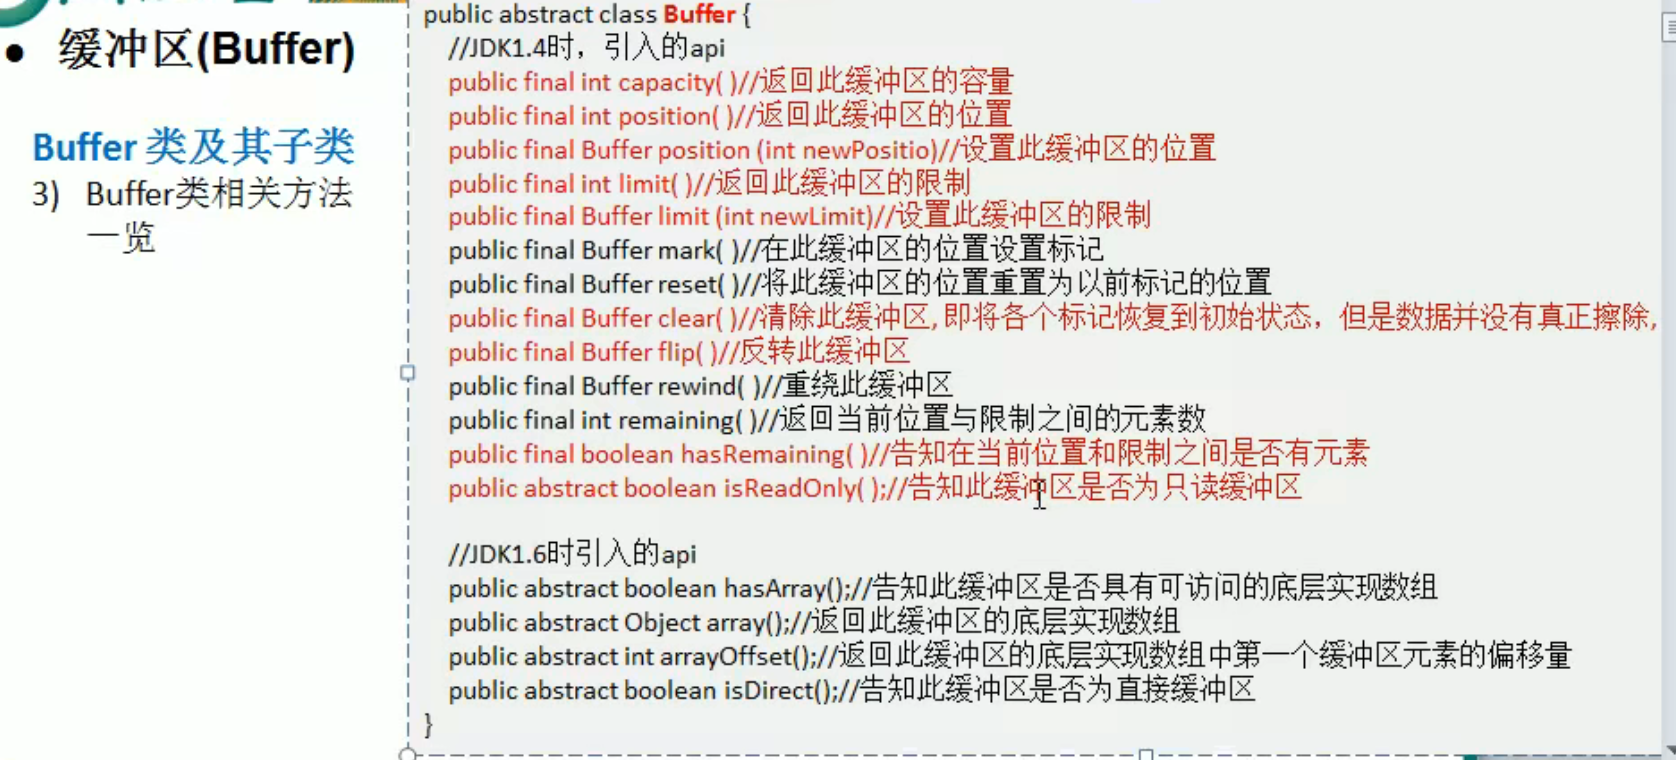 ● 缓冲区(Buffer)
Buffer 类及其子类
3) Buffer类相关方法
一览
public abstract class Buffer {
//JDK1.4时，引入的api
public final int capacity( )//返回此缓冲区的容量
public final int position( )//返回此缓冲区的位置
public final Buffer position (int newPositio)//设置此缓冲区的位置
public final int limit( )//返回此缓冲区的限制
public final Buffer limit (int newLimit)//设置此缓冲区的限制
public final Buffer mark( )//在此缓冲区的位置设置标记
public final Buffer reset( )//将此缓冲区的位置重置为以前标记的位置
public final Buffer clear( )//清除此缓冲区,即将各个标记恢复到初始状态，但是数据并没有真正擦除,
public final Buffer flip( )//反转此缓冲区
public final Buffer rewind( )//重绕此缓冲区
public final int remaining( )//返回当前位置与限制之间的元素数
public final boolean hasRemaining( )//告知在当前位置和限制之间是否有元素
public abstract boolean isReadOnly( );//告知此缓冲区是否为只读缓冲区
//JDK1.6时引入的api
public abstract boolean hasArray();//告知此缓冲区是否具有可访问的底层实现数组
public abstract Object array();//返回此缓冲区的底层实现数组
public abstract int arrayOffset();//返回此缓冲区的底层实现数组中第一个缓冲区元素的偏移量
public abstract boolean isDirect();//告知此缓冲区是否为直接缓冲区
}